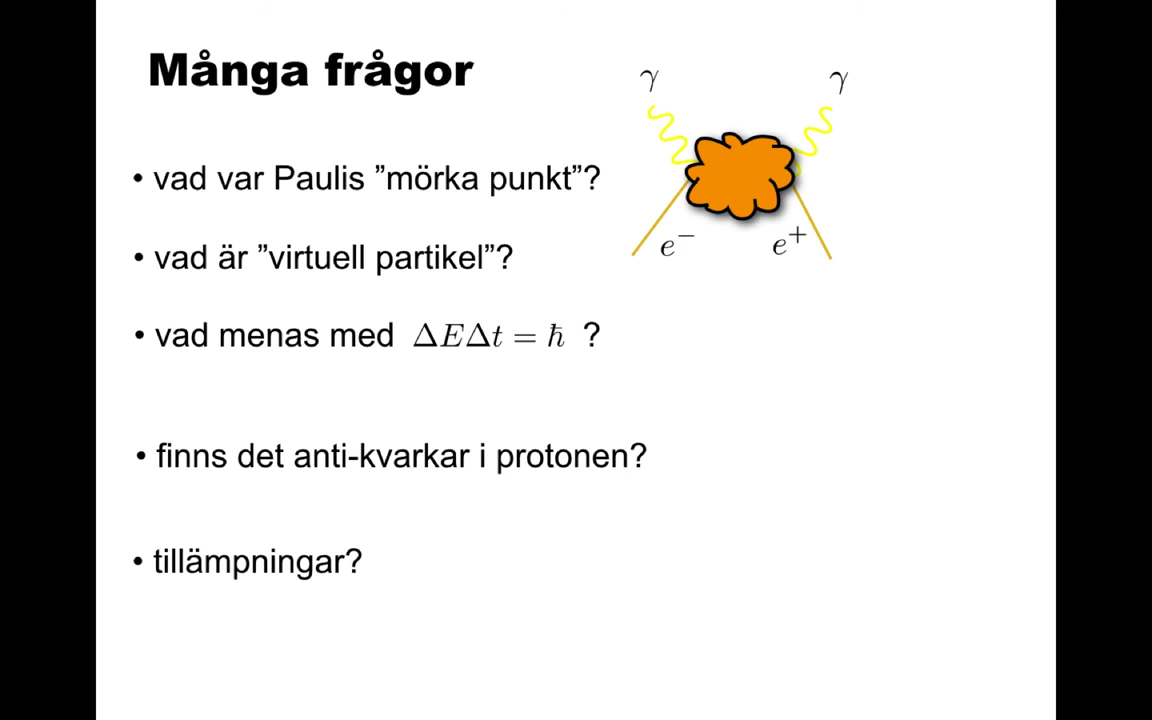 Många frågor
γ γ
• vad var Paulis ”mörka punkt”?
e⁻ e⁺
• vad är ”virtuell partikel”?
• vad menas med ΔEΔt = ħ ?
• finns det anti-kvarkar i protonen?
• tillämpningar?